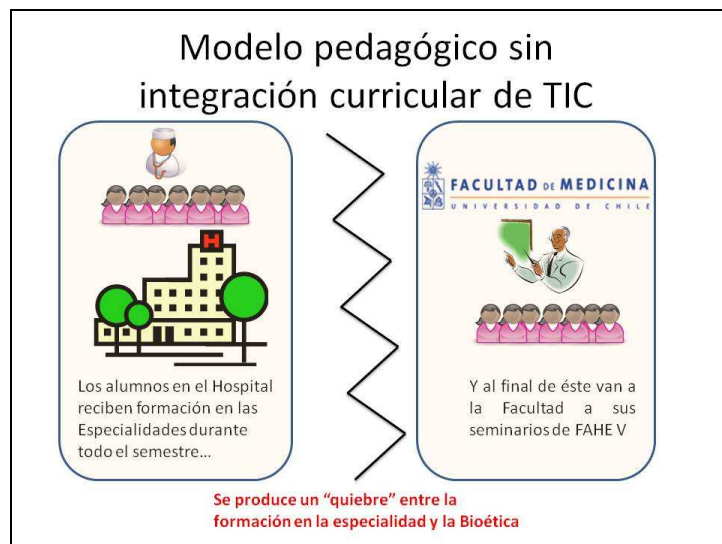 Modelo pedagógico sin
integración curricular de TIC
H
Los alumnos en el Hospital
reciben formación en las
Especialidades durante
todo el semestre...
FACULTAD DE MEDICINA
UNIVERSIDAD DE CHILE
Y al final de éste van a
la Facultad a sus
seminarios de FAHE V
Se produce un “quiebre” entre la
formación en la especialidad y la Bioética